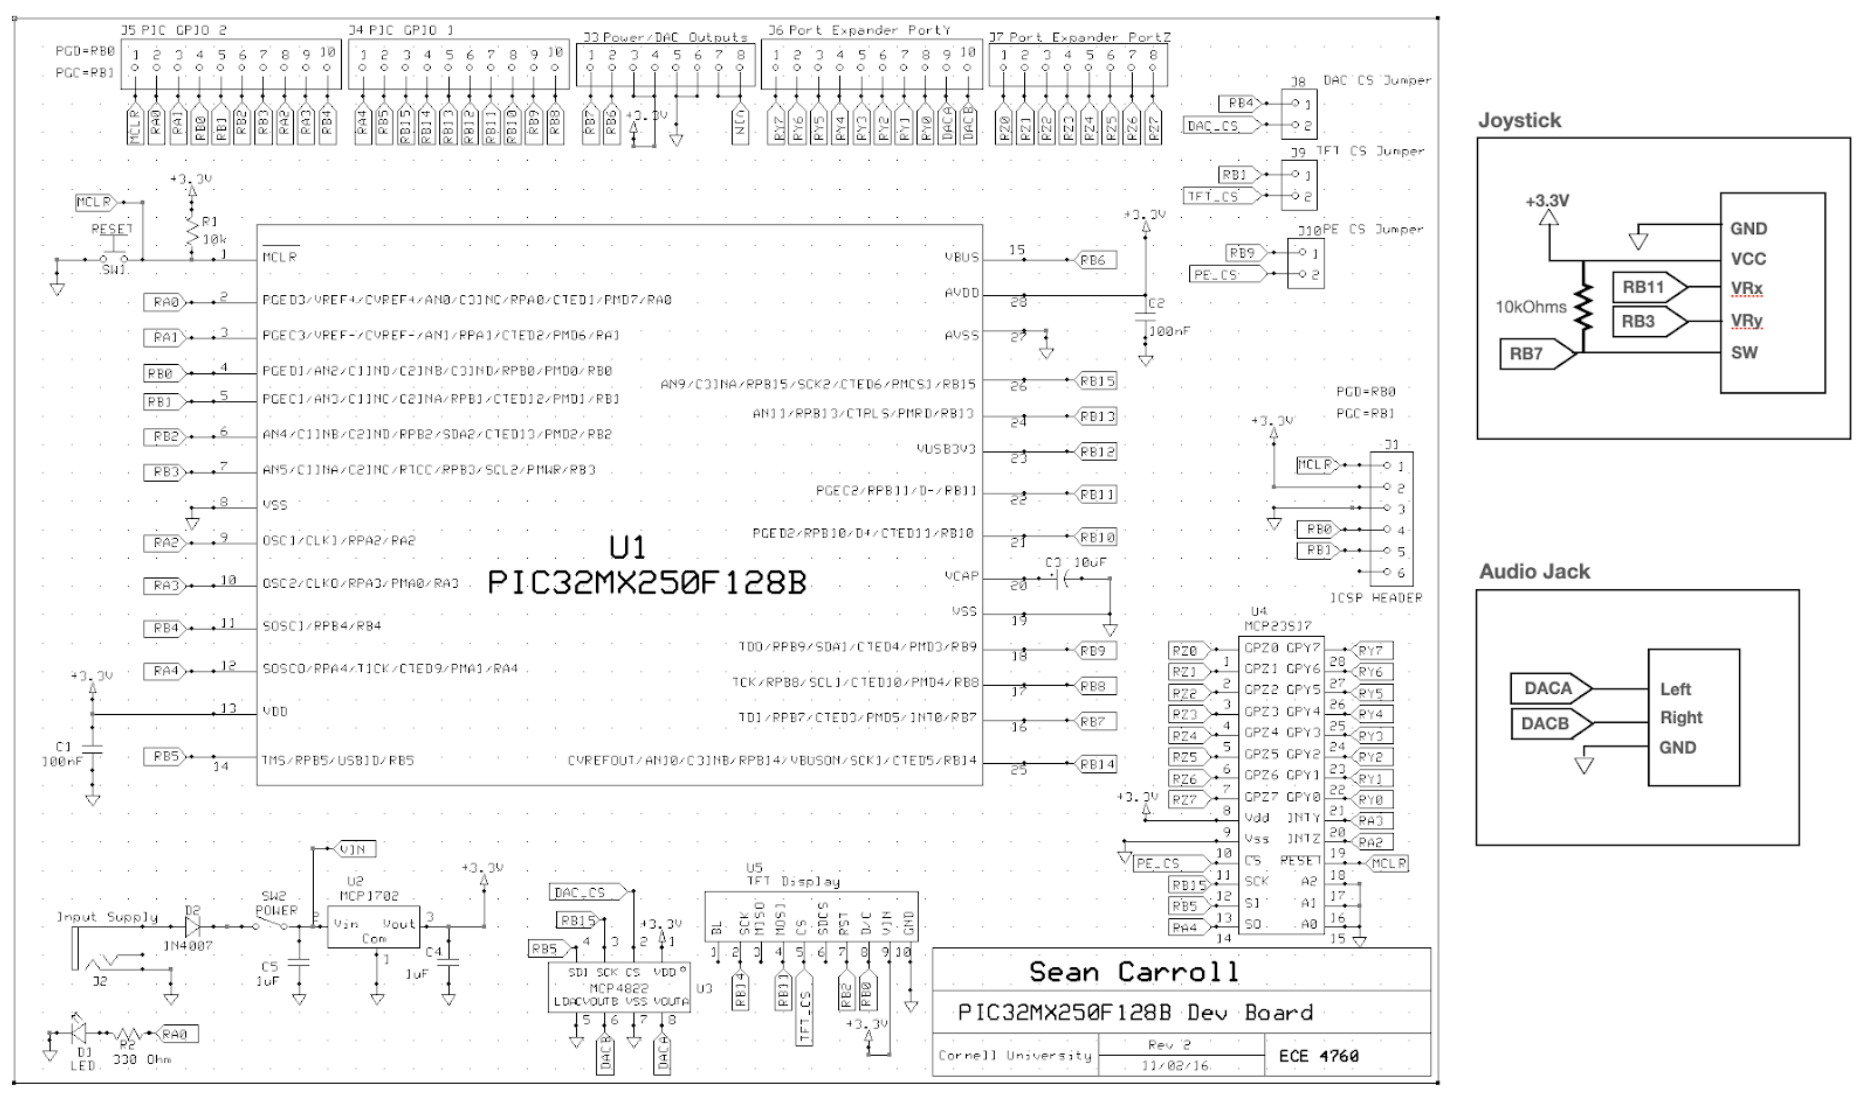 J5 PIC GPIO 2
PGD=RB0
PGC=RB1
1 2 3 4 5 6 7 8 9 10
MCLR RA0 RA1 RB0 RB1 RB2 RB3 RA2 RA3 RB4
J4 PIC GPIO 1
1 2 3 4 5 6 7 8 9 10
RA4 RB5 RB15 RB14 RB13 RB12 RB11 RB10 RB9 RB8
J3 Power/DAC Outputs
1 2 3 4 5 6 7 8
RB7 RB6 +3.3V VIN
J6 Port Expander PortY
1 2 3 4 5 6 7 8 9 10
RY7 RY6 RY5 RY4 RY3 RY2 RY1 RY0 DACA DACB
J7 Port Expander PortZ
1 2 3 4 5 6 7 8
RZ0 RZ1 RZ2 RZ3 RZ4 RZ5 RZ6 RZ7
J8 DAC CS Jumper
RB4 1
DAC_CS 2
J9 TFT CS Jumper
RB1 1
TFT_CS 2
J10 PE CS Jumper
RB9 1
PE_CS 2
+3.3V
MCLR
RESET
SW1
R1
10k
1 MCLR
RA0 2 PGED3/VREF+/CVREF+/AN0/C3INC/RPA0/CTED1/PMD7/RA0
RA1 3 PGEC3/VREF-/CVREF-/AN1/RPA1/CTED2/PMD6/RA1
RB0 4 PGED1/AN2/C1IND/C2INB/C3IND/RPB0/PMD0/RB0
RB1 5 PGEC1/AN3/C1INC/C2INA/RPB1/CTED12/PMD1/RB1
RB2 6 AN4/C1INB/C2IND/RPB2/SDA2/CTED13/PMD2/RB2
RB3 7 AN5/C1INA/C2INC/RTCC/RPB3/SCL2/PMWR/RB3
8 VSS
RA2 9 OSC1/CLKI/RPA2/RA2
RA3 10 OSC2/CLKO/RPA3/PMA0/RA3
RB4 11 SOSCI/RPB4/RB4
RA4 12 SOSCO/RPA4/T1CK/CTED9/PMA1/RA4
+3.3V
13 VDD
C1
100nF
RB5 14 TMS/RPB5/USBID/RB5
U1
PIC32MX250F128B
VBUS 15 RB6
AVDD 28
+3.3V
C2
100nF
AVSS 27
AN9/C3INA/RPB15/SCK2/CTED6/PMCS1/RB15 26 RB15
AN11/RPB13/CTPLS/PMRD/RB13 24 RB13
VUSB3V3 23 RB12
PGEC2/RPB11/D-/RB11 22 RB11
PGED2/RPB10/D+/CTED11/RB10 21 RB10
VCAP 20 C3 10uF
VSS 19
TDO/RPB9/SDA1/CTED4/PMD3/RB9 18 RB9
TCK/RPB8/SCL1/CTED10/PMD4/RB8 17 RB8
TDI/RPB7/CTED3/PMD5/INT0/RB7 16 RB7
CVREFOUT/AN10/C3INB/RPB14/VBUSON/SCK1/CTED5/RB14 25 RB14
PGD=RB0
PGC=RB1
+3.3V
J1
MCLR 1
2
3
RB0 4
RB1 5
6
ICSP HEADER
U4
MCP23S17
RZ0 1 GPZ0 GPY7 28 RY7
RZ1 2 GPZ1 GPY6 27 RY6
RZ2 3 GPZ2 GPY5 26 RY5
RZ3 4 GPZ3 GPY4 25 RY4
RZ4 5 GPZ4 GPY3 24 RY3
RZ5 6 GPZ5 GPY2 23 RY2
RZ6 7 GPZ6 GPY1 22 RY1
RZ7 8 GPZ7 GPY0 21 RY0
+3.3V 9 Vdd INTY 20 RA3
10 Vss INTZ 19 RA2
PE_CS 11 CS RESET 18 MCLR
RB15 12 SCK A2 17
RB5 13 SI A1 16
RA4 14 SO A0 15
VIN
+3.3V
U2
MCP1702
Input Supply
D2
1N4007
SW2
POWER
2 Vin Vout 3
Com
1
J2
C5
1uF
C4
1uF
D1
LED
R2
330 Ohm
RA0
DAC_CS
RB15
RB5
+3.3V
4 3 2 1
SDI SCK CS VDD
MCP4822
U3
LDAC VOUTB VSS VOUTA
5 6 7 8
DACB DACA
U5
TFT Display
BL SCK MISO MOSI CS SDCS RST D/C VIN GND
1 2 3 4 5 6 7 8 9 10
RB14 RB11 TFT_CS RB2 RB0
+3.3V
Sean Carroll
PIC32MX250F128B Dev Board
Cornell University
Rev 2
11/02/16
ECE 4760
Joystick
+3.3V
GND
VCC
10kOhms
RB11 VRx
RB3 VRy
RB7 SW
Audio Jack
DACA Left
DACB Right
GND